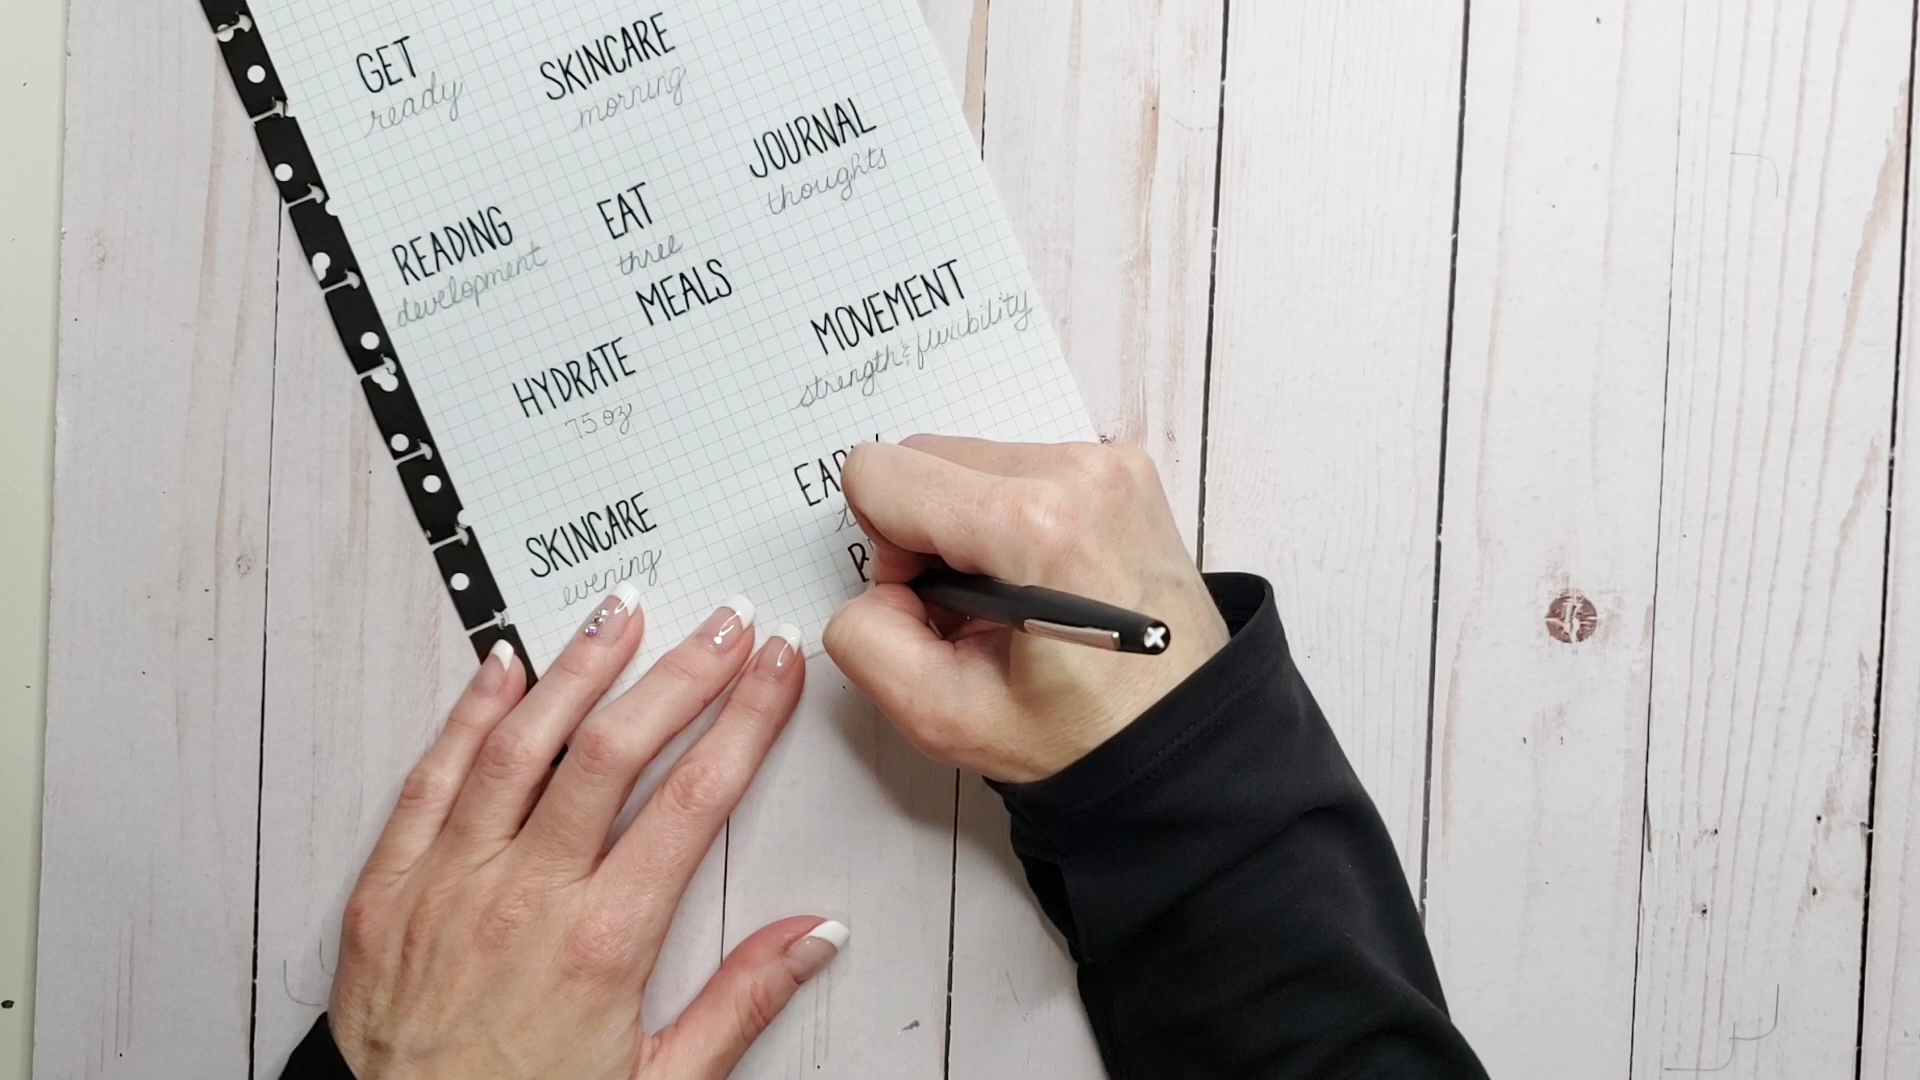 GET
ready
SKINCARE
morning
JOURNAL
thoughts
READING
development
EAT
three
MEALS
MOVEMENT
strength & flexibility
HYDRATE
75 oz
SKINCARE
evening